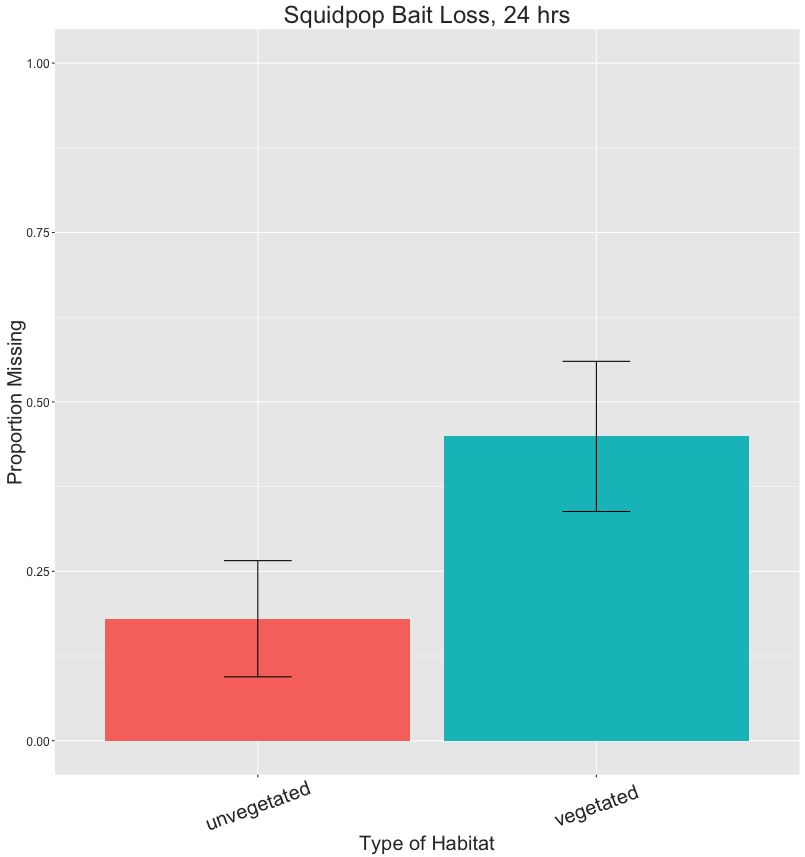 Squidpop Bait Loss, 24 hrs
Proportion Missing
1.00
0.75
0.50
0.25
0.00
unvegetated
vegetated
Type of Habitat